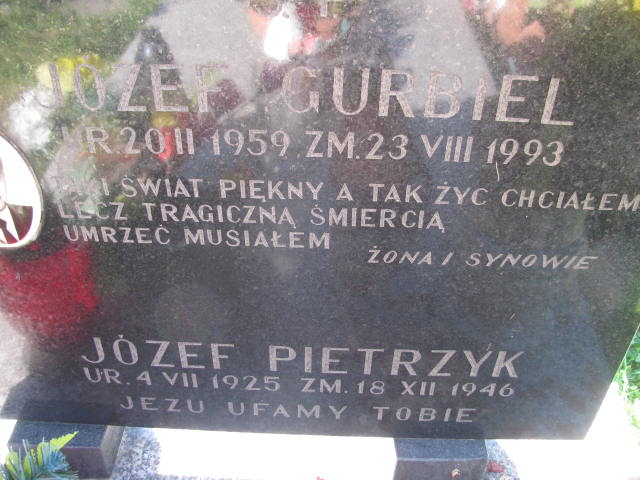 JÓZEF GURBIEL
UR. 20 II 1959 ZM. 23 VIII 1993
TAKI ŚWIAT PIĘKNY A TAK ŻYC CHCIAŁEM
LECZ TRAGICZNĄ ŚMIERCIĄ
UMRZEĆ MUSIAŁEM
ŻONA I SYNOWIE
JÓZEF PIETRZYK
UR. 4 VII 1925 ZM. 18 XII 1946
JEZU UFAMY TOBIE